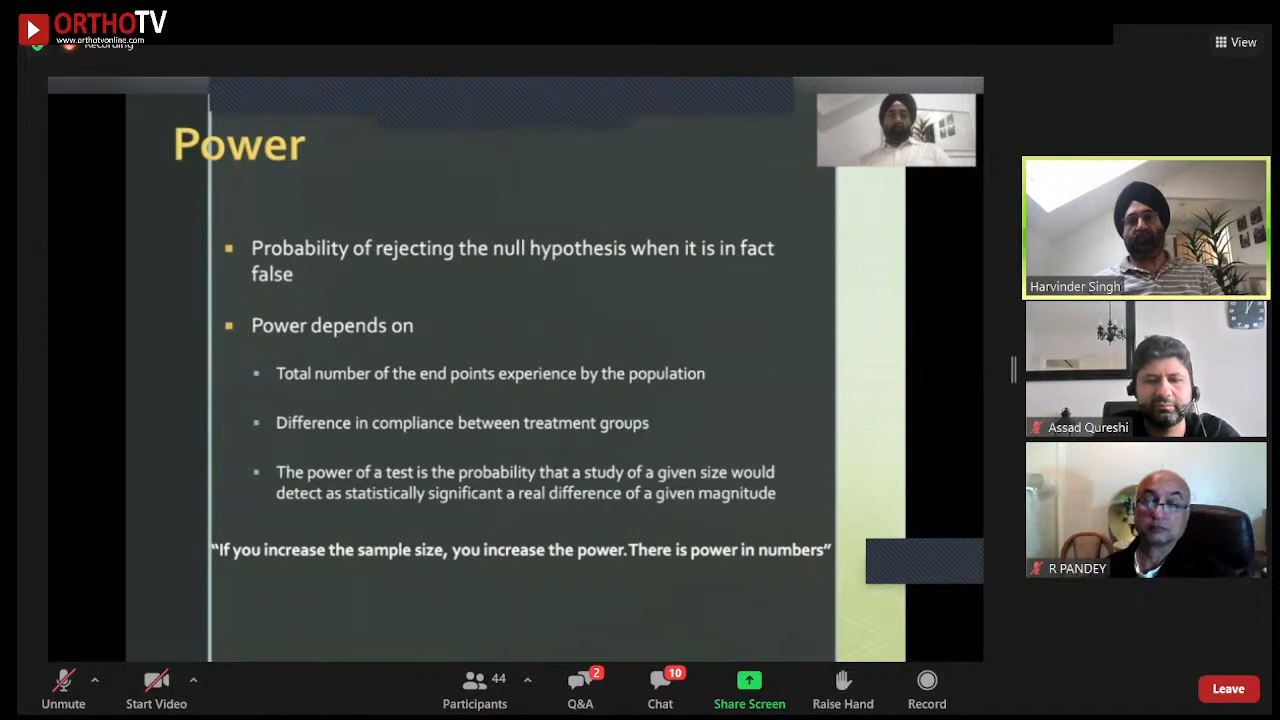 ORTHOTV
www.orthotvonline.com
Recording
View
Power
Probability of rejecting the null hypothesis when it is in fact
false
Power depends on
Total number of the end points experience by the population
Difference in compliance between treatment groups
The power of a test is the probability that a study of a given size would
detect as statistically significant a real difference of a given magnitude
"If you increase the sample size, you increase the power. There is power in numbers"
Harvinder Singh
Assad Qureshi
R PANDEY
Unmute
Start Video
44
Participants
2
Q&A
10
Chat
Share Screen
Raise Hand
Record
Leave